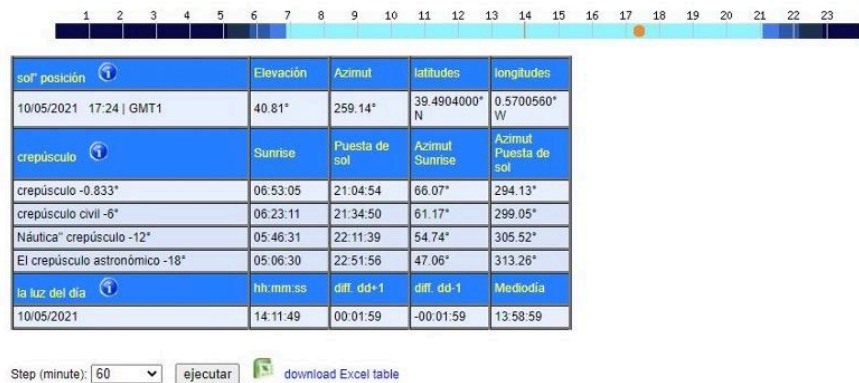 1 2 3 4 5 6 7 8 9 10 11 12 13 14 15 16 17 18 19 20 21 22 23
sol" posición Elevación Azimut latitudes longitudes
10/05/2021 17:24 | GMT1 40.81° 259.14° 39.4904000° N 0.5700560° W
crepúsculo Sunrise Puesta de sol Azimut Sunrise Azimut Puesta de sol
crepúsculo -0.833° 06:53:05 21:04:54 66.07° 294.13°
crepúsculo civil -6° 06:23:11 21:34:50 61.17° 299.05°
Náutica" crepúsculo -12° 05:46:31 22:11:39 54.74° 305.52°
El crepúsculo astronómico -18° 05:06:30 22:51:56 47.06° 313.26°
la luz del día hh:mm:ss diff. dd+1 diff. dd-1 Mediodía
10/05/2021 14:11:49 00:01:59 -00:01:59 13:58:59
Step (minute): 60 ejecutar download Excel table